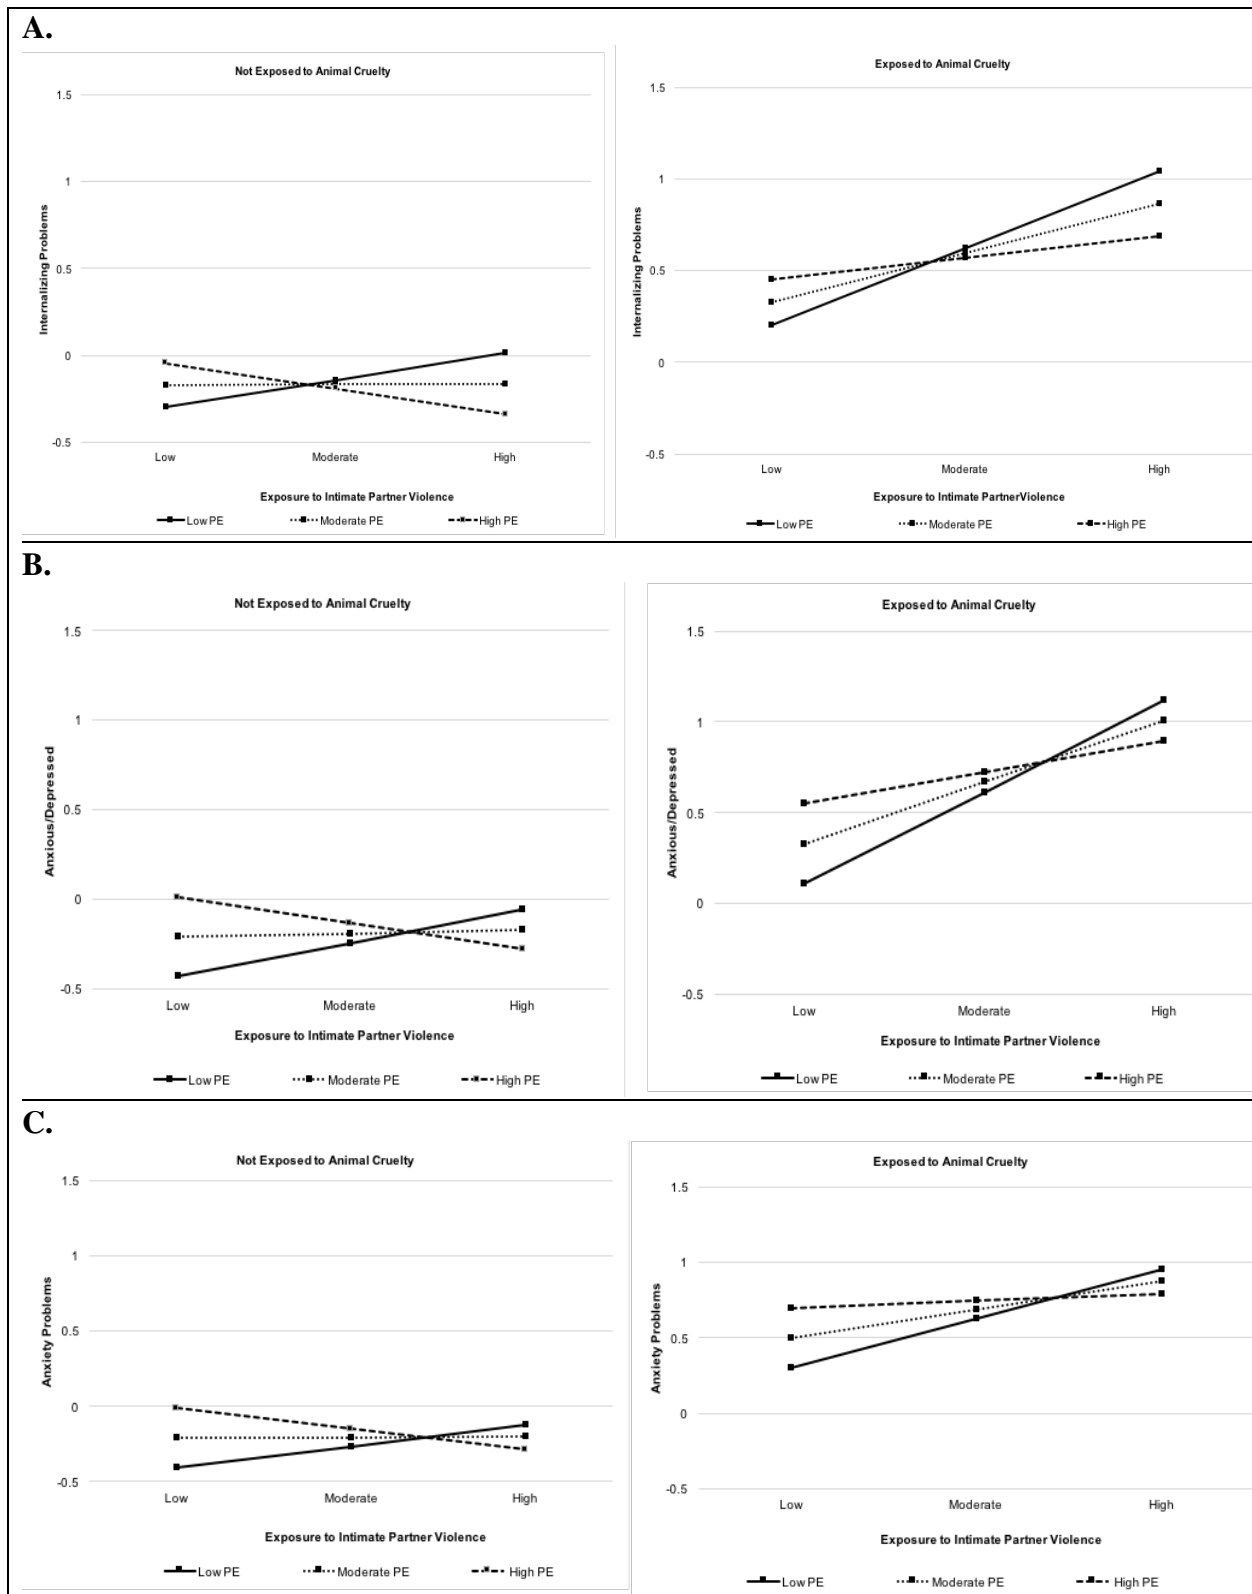 A.
Not Exposed to Animal Cruelty
1.5
1
0.5
0
-0.5
Internalizing Problems
Low Moderate High
Exposure to Intimate Partner Violence
Low PE Moderate PE High PE
Exposed to Animal Cruelty
1.5
1
0.5
0
-0.5
Internalizing Problems
Low Moderate High
Exposure to Intimate PartnerViolence
Low PE Moderate PE High PE
B.
Not Exposed to Animal Cruelty
1.5
1
0.5
0
-0.5
Anxious/Depressed
Low Moderate High
Exposure to Intimate Partner Violence
Low PE Moderate PE High PE
Exposed to Animal Cruelty
1.5
1
0.5
0
-0.5
Anxious/Depressed
Low Moderate High
Exposure to Intimate Partner Violence
Low PE Moderate PE High PE
C.
Not Exposed to Animal Cruelty
1.5
1
0.5
0
-0.5
Anxiety Problems
Low Moderate High
Exposure to Intimate Partner Violence
Low PE Moderate PE High PE
Exposed to Animal Cruelty
1.5
1
0.5
0
-0.5
Anxiety Problems
Low Moderate High
Exposure to Intimate Partner Violence
Low PE Moderate PE High PE